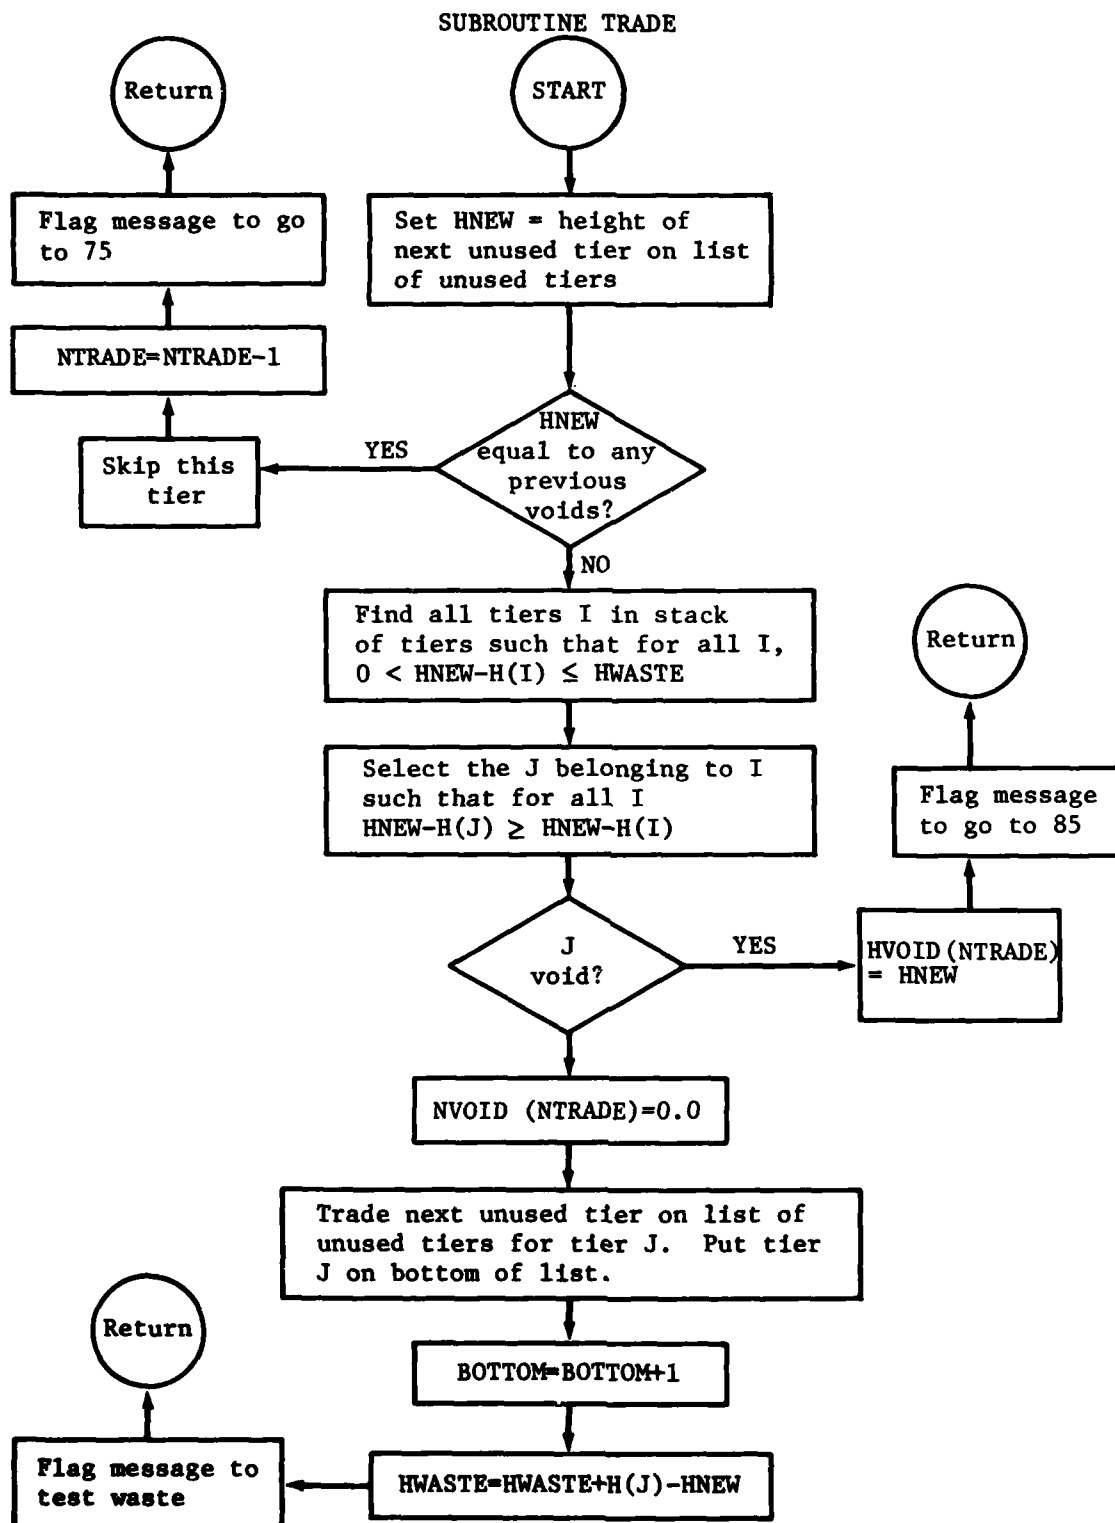 SUBROUTINE TRADE
Return
START
Flag message to go
to 75
Set HNEW = height of
next unused tier on list
of unused tiers
NTRADE=NTRADE-1
HNEW
equal to any
previous
voids?
YES
Skip this
tier
NO
Find all tiers I in stack
of tiers such that for all I,
0 < HNEW-H(I) ≤ HWASTE
Return
Select the J belonging to I
such that for all I
HNEW-H(J) ≥ HNEW-H(I)
Flag message
to go to 85
J
void?
YES
HVOID(NTRADE)
= HNEW
NVOID (NTRADE)=0.0
Trade next unused tier on list of
unused tiers for tier J. Put tier
J on bottom of list.
Return
BOTTOM=BOTTOM+1
Flag message to
test waste
HWASTE=HWASTE+H(J)-HNEW